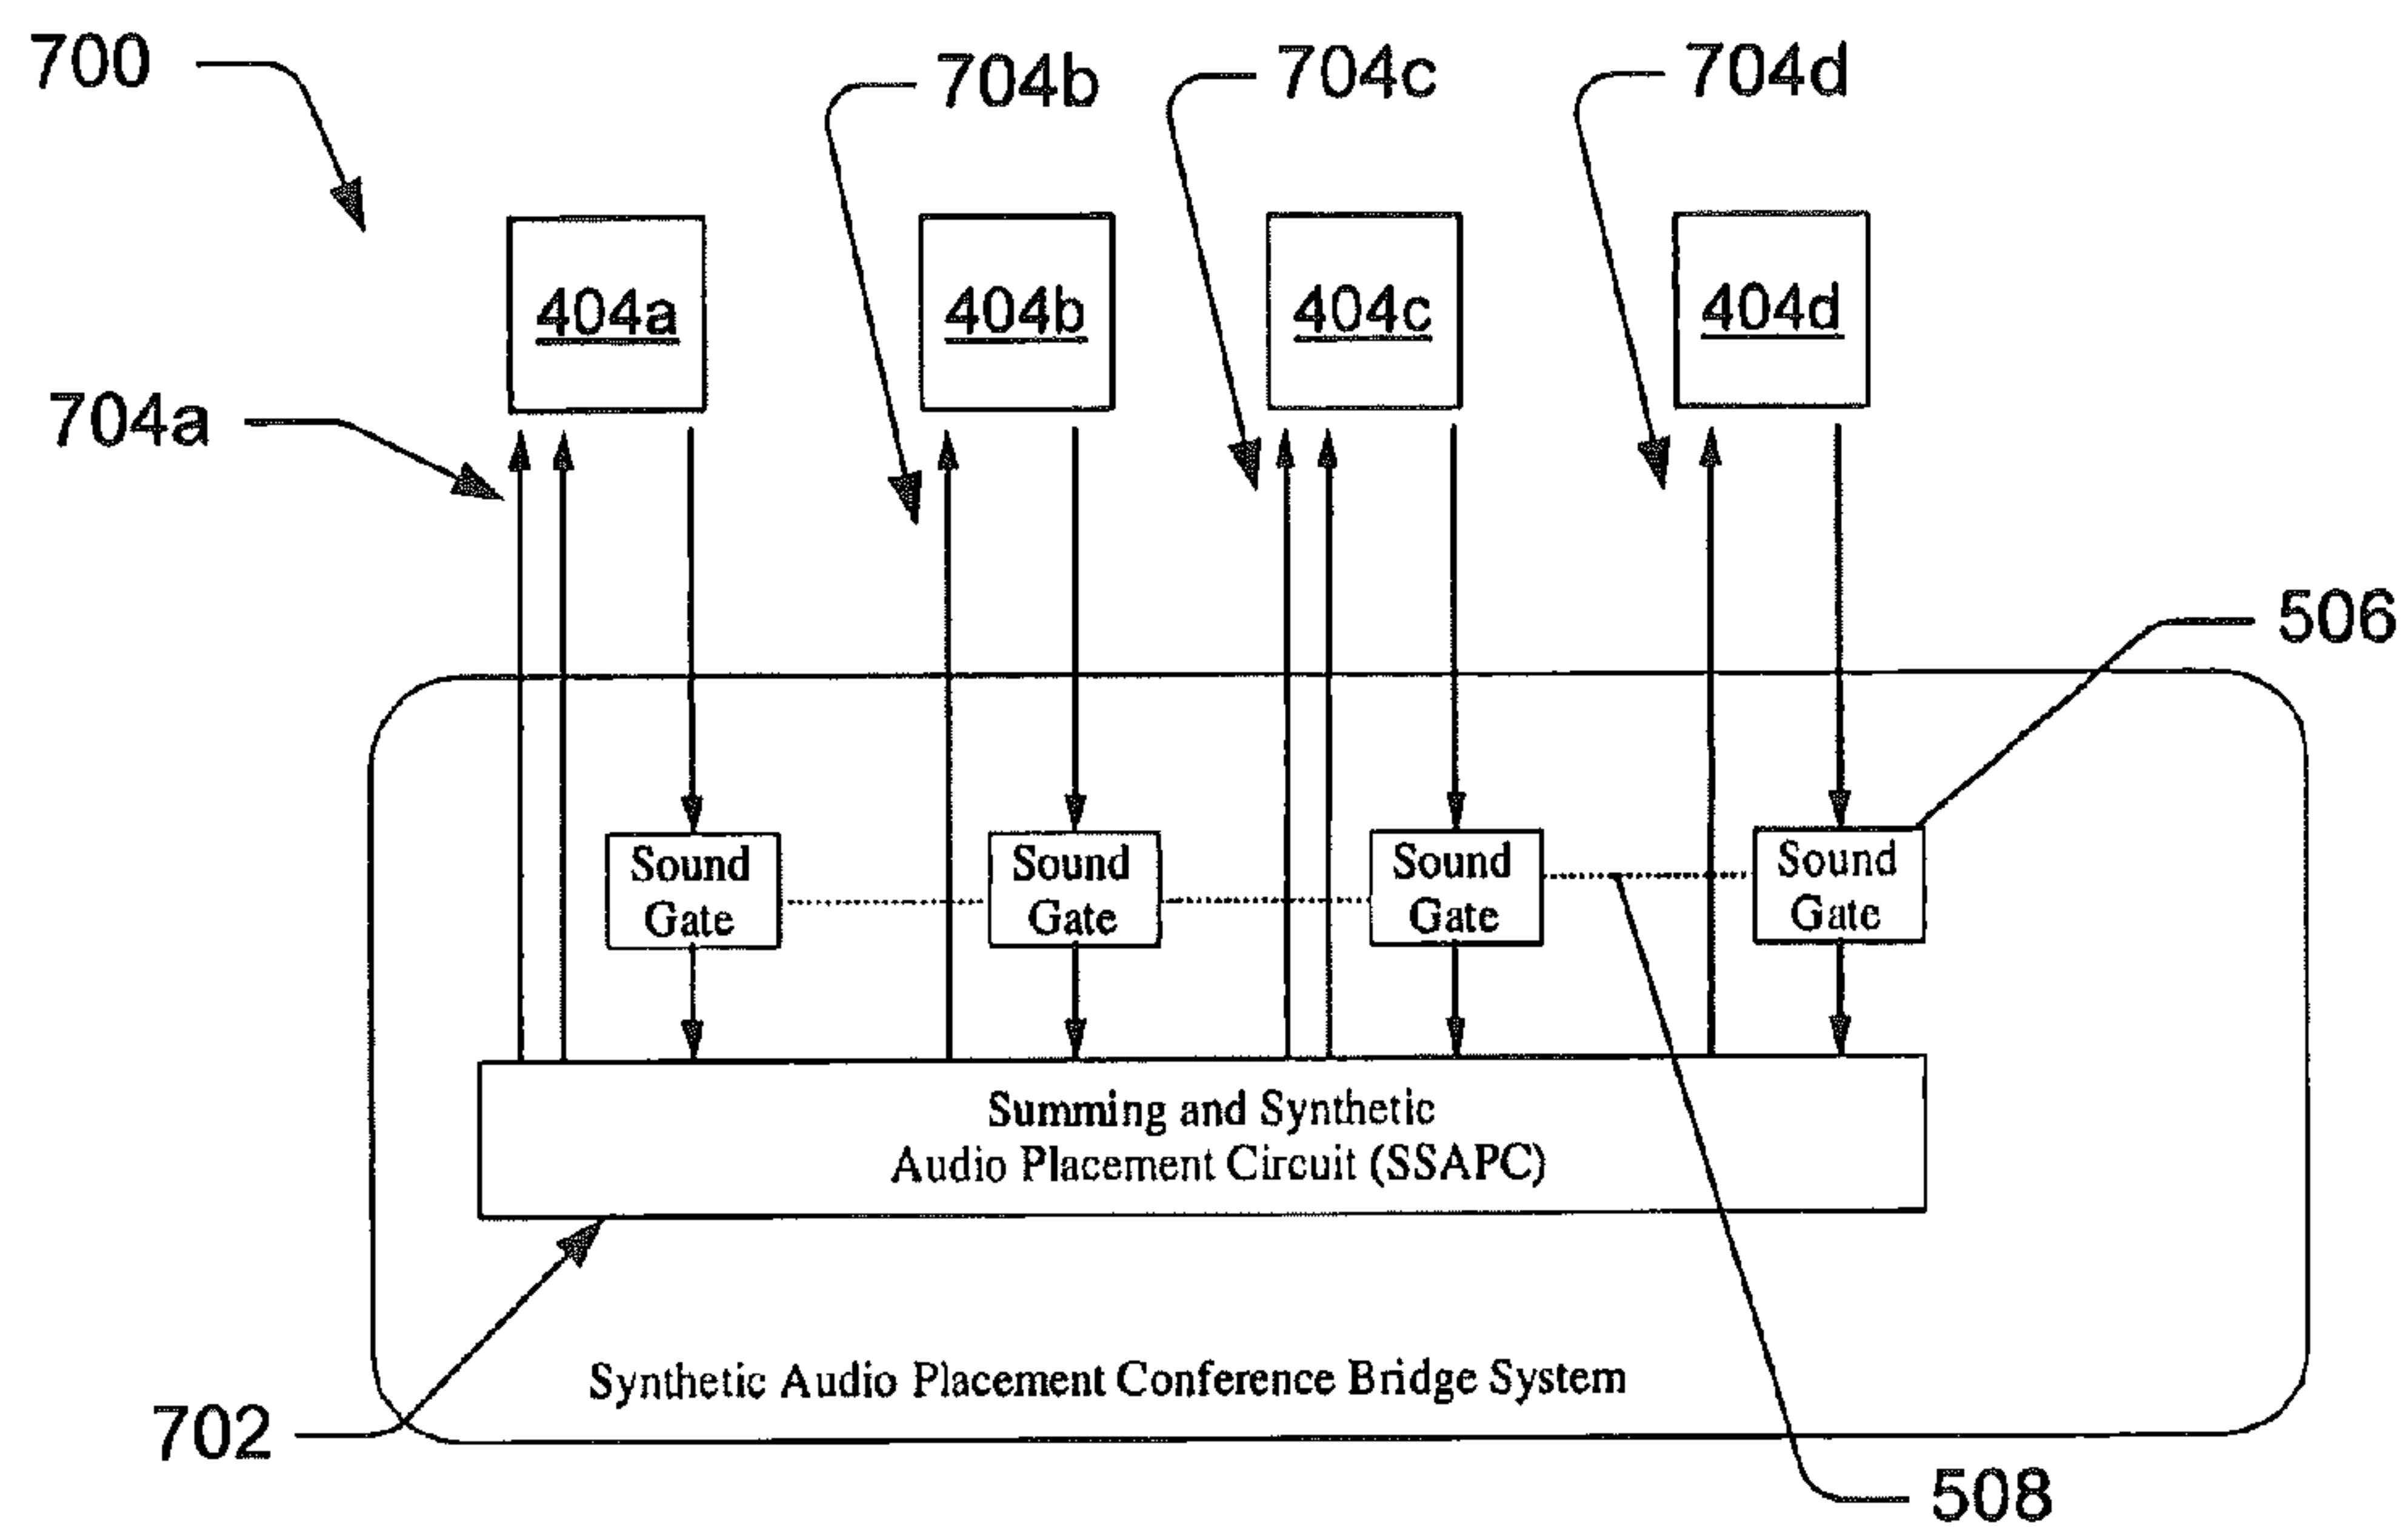 700
704b
704c
704d
404a
404b
404c
404d
704a
506
Sound
Gate
Sound
Gate
Sound
Gate
Sound
Gate
Summing and Synthetic
Audio Placement Circuit (SSAPC)
Synthetic Audio Placement Conference Bridge System
702
508